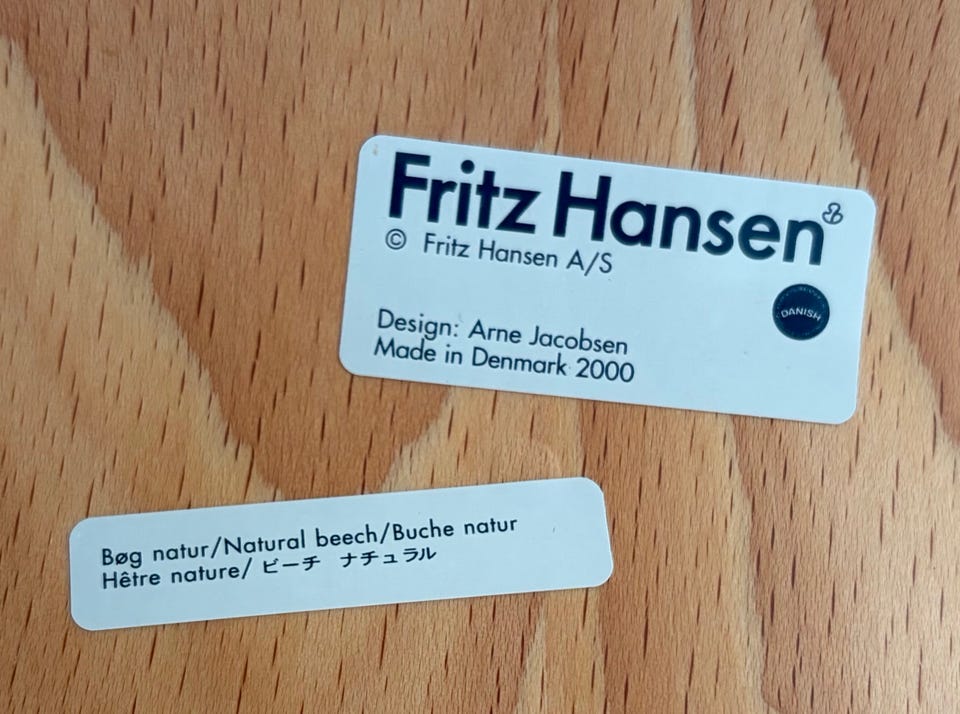 Fritz Hansen
© Fritz Hansen A/S
DANISH
Design: Arne Jacobsen
Made in Denmark 2000
Bøg natur/Natural beech/Buche natur
Hêtre nature/ ビーチ ナチュラル